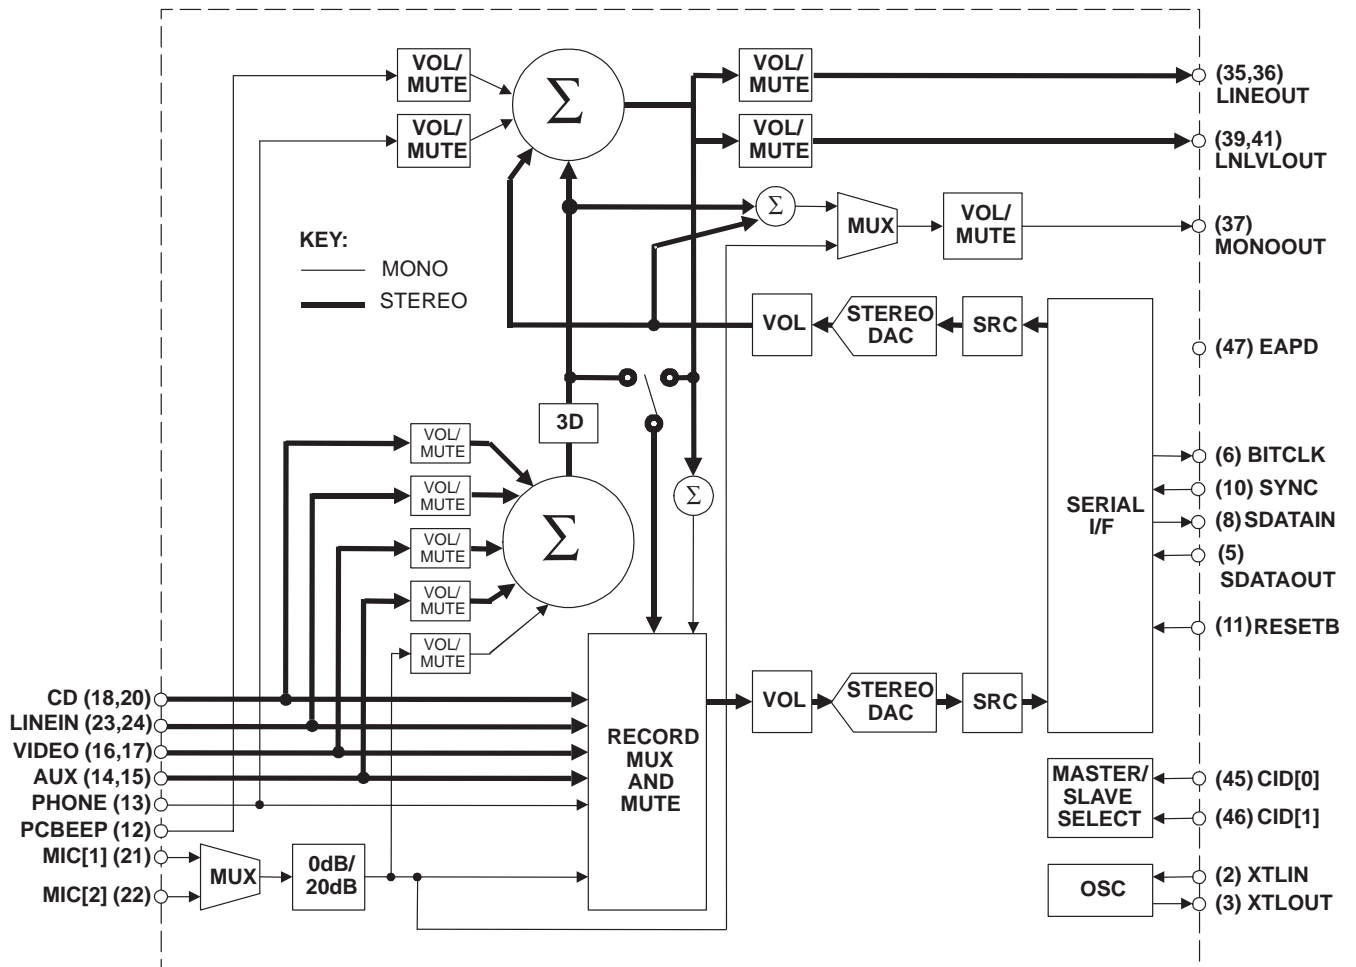 VOL/
MUTE
Σ
VOL/
MUTE
(35,36)
LINEOUT
VOL/
MUTE
VOL/
MUTE
(39,41)
LNLVLOUT
Σ
MUX
VOL/
MUTE
(37)
MONOOUT
KEY:
MONO
STEREO
VOL
STEREO
DAC
SRC
(47) EAPD
3D
VOL/
MUTE
VOL/
MUTE
VOL/
MUTE
VOL/
MUTE
VOL/
MUTE
Σ
Σ
SERIAL
I/F
(6) BITCLK
(10) SYNC
(8) SDATAIN
(5)
SDATAOUT
(11) RESETB
CD (18,20)
LINEIN (23,24)
VIDEO (16,17)
AUX (14,15)
PHONE (13)
PCBEEP (12)
MIC[1] (21)
MIC[2] (22)
MUX
0dB/
20dB
RECORD
MUX
AND
MUTE
VOL
STEREO
DAC
SRC
MASTER/
SLAVE
SELECT
(45) CID[0]
(46) CID[1]
OSC
(2) XTLIN
(3) XTLOUT